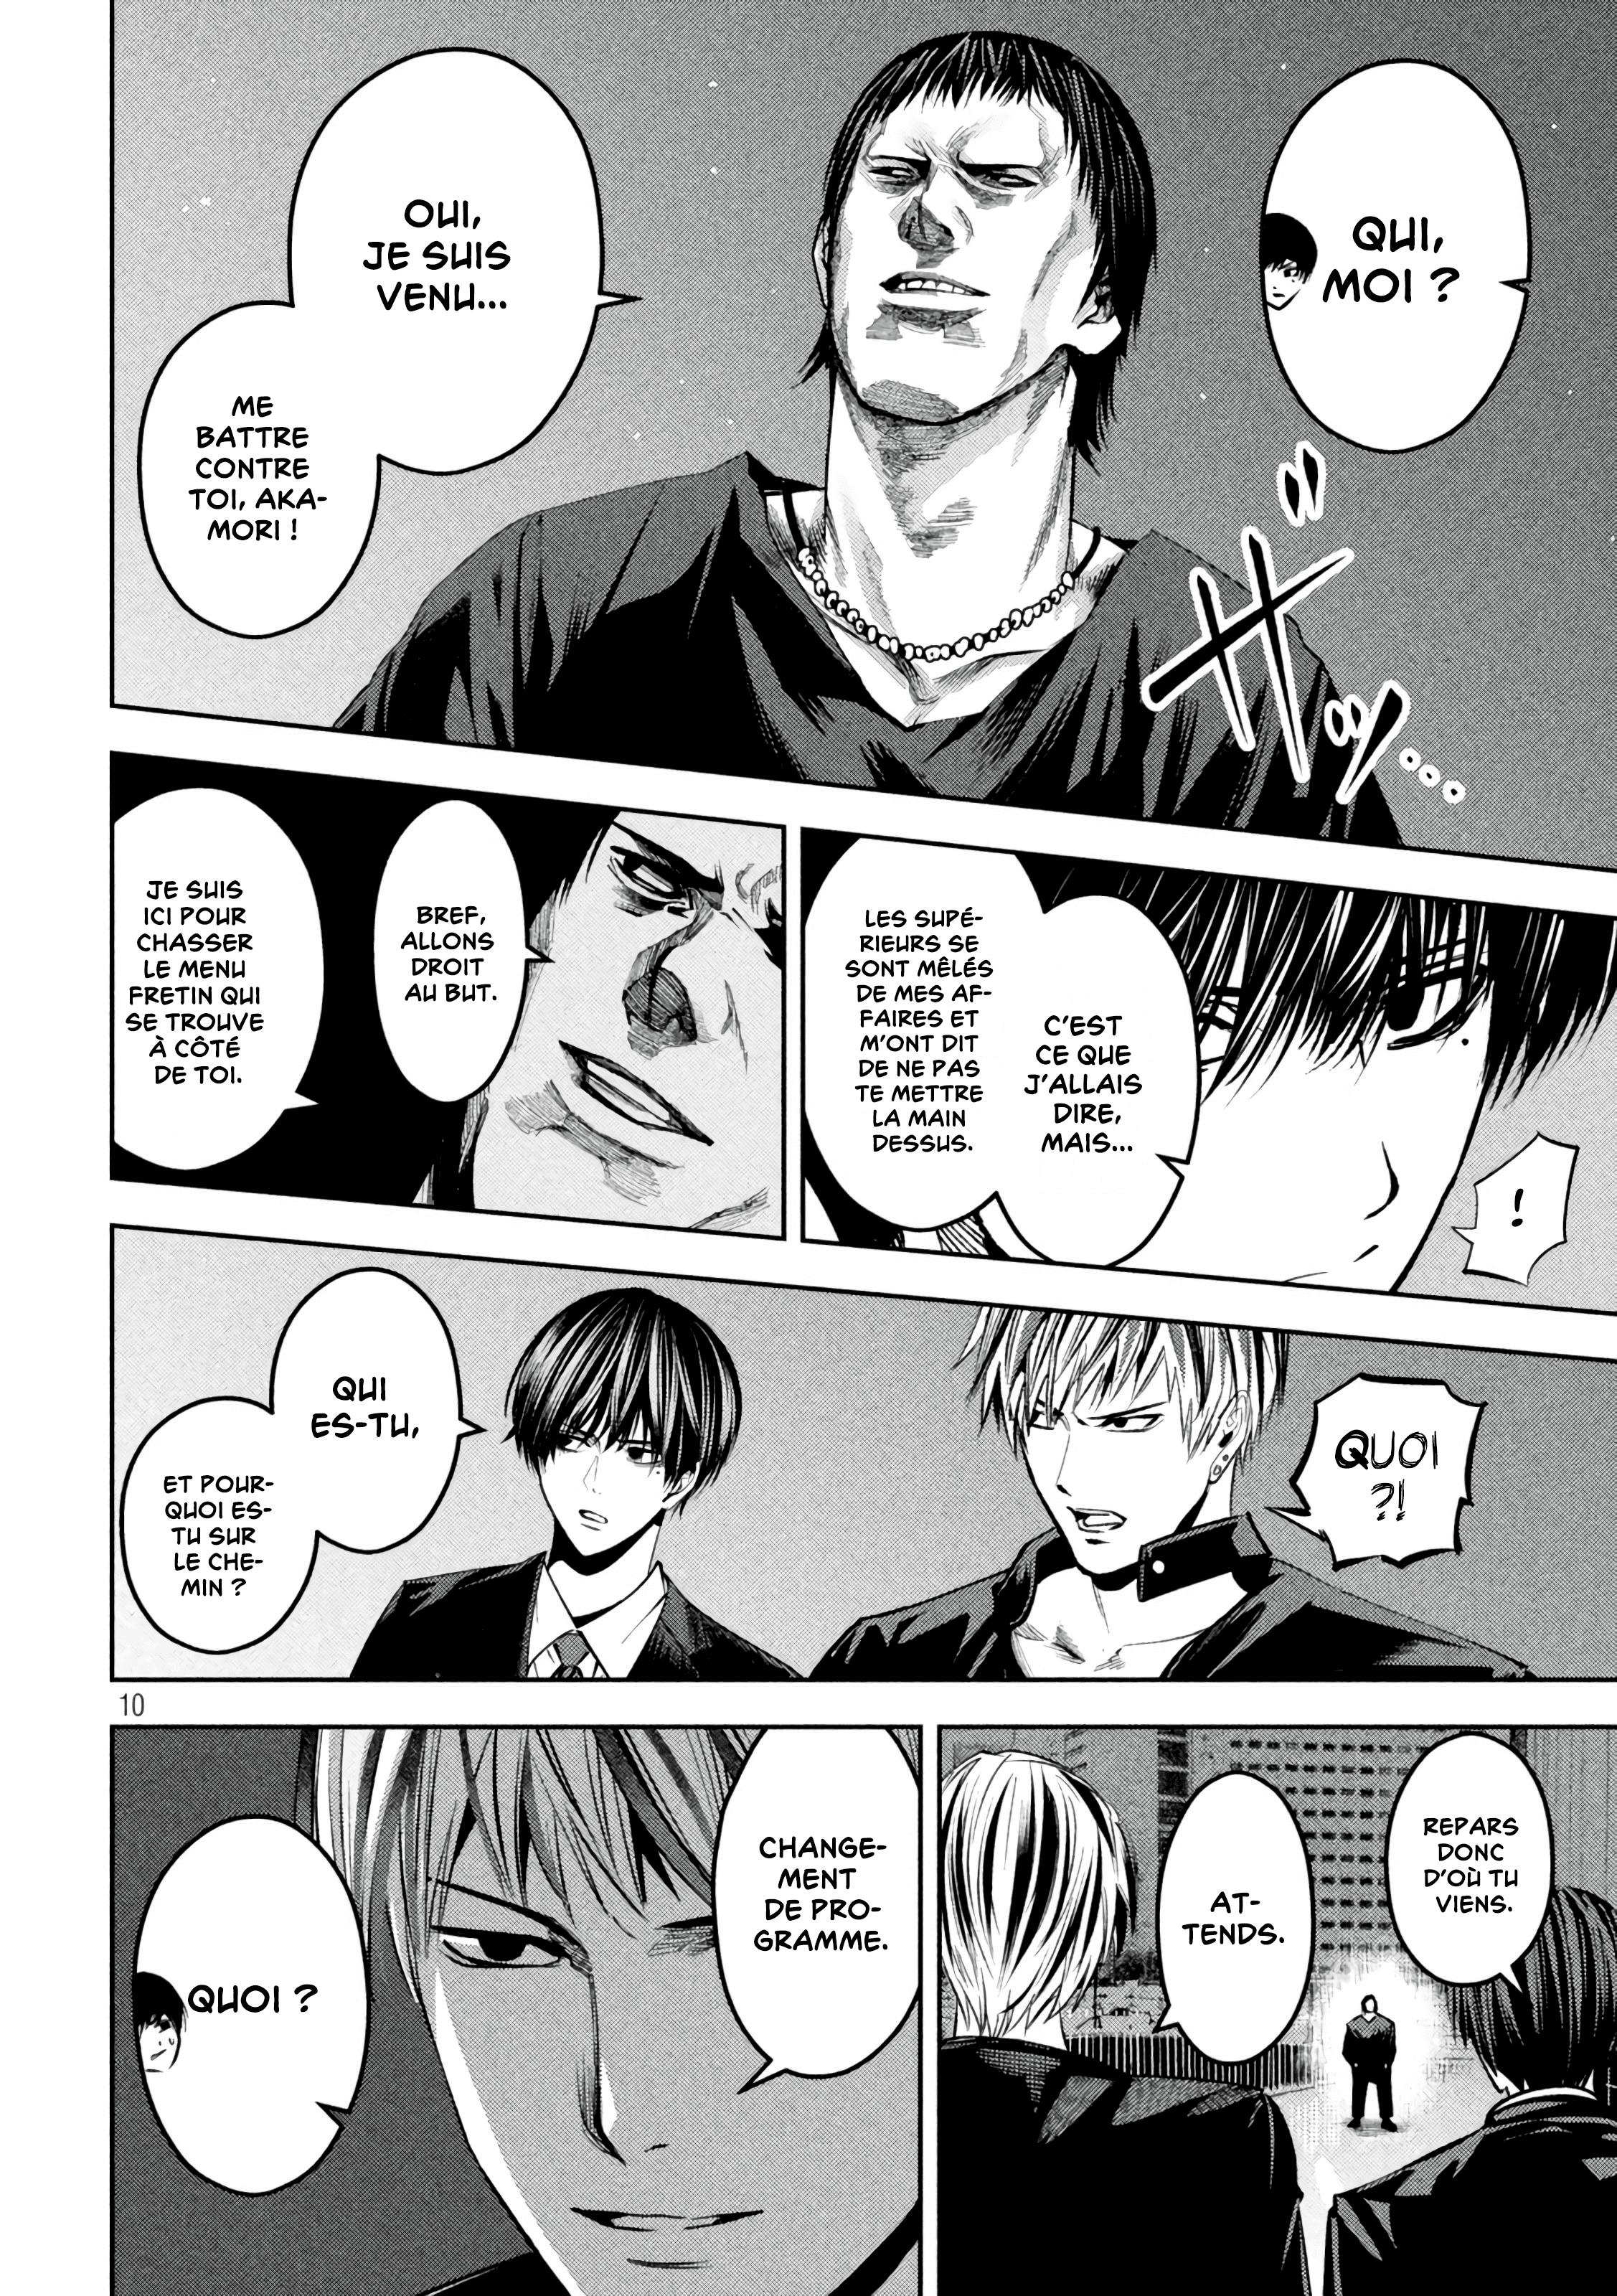 QUI,
MOI ?
OUI,
JE SUIS
VENU...
ME
BATTRE
CONTRE
TOI, AKA-
MORI !
ザッ...
!
C'EST
CE QUE
J'ALLAIS
DIRE,
MAIS...
LES SUPÉ-
RIEURS SE
SONT MÊLÉS
DE MES AF-
FAIRES ET
M'ONT DIT
DE NE PAS
TE METTRE
LA MAIN
DESSUS.
BREF,
ALLONS
DROIT
AU BUT.
JE SUIS
ICI POUR
CHASSER
LE MENU
FRETIN QUI
SE TROUVE
À CÔTÉ
DE TOI.
QUOI
?!
QUI
ES-TU,
ET POUR-
QUOI ES-
TU SUR
LE CHE-
MIN ?
10
REPARS
DONC
D'OÙ TU
VIENS.
AT-
TENDS.
CHANGE-
MENT
DE PRO-
GRAMME.
QUOI ?